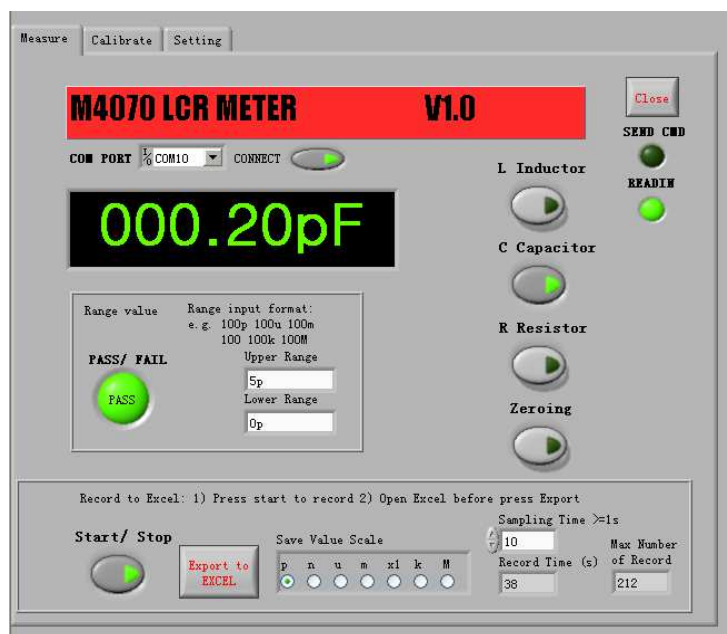 Measure Calibrate Setting
M4070 LCR METER V1.0
Close
SEND CMD
COM PORT I/O COM10 CONNECT
READIN
L Inductor
000.20pF
C Capacitor
Range value
Range input format:
e.g. 100p 100u 100m
100 100k 100M
R Resistor
PASS/ FAIL
Upper Range
5p
PASS
Lower Range
0p
Zeroing
Record to Excel: 1) Press start to record 2) Open Excel before press Export
Start/ Stop
Export to
EXCEL
Save Value Scale
p n u m x1 k M
Sampling Time >=1s
10
Record Time (s)
38
Max Number
of Record
212